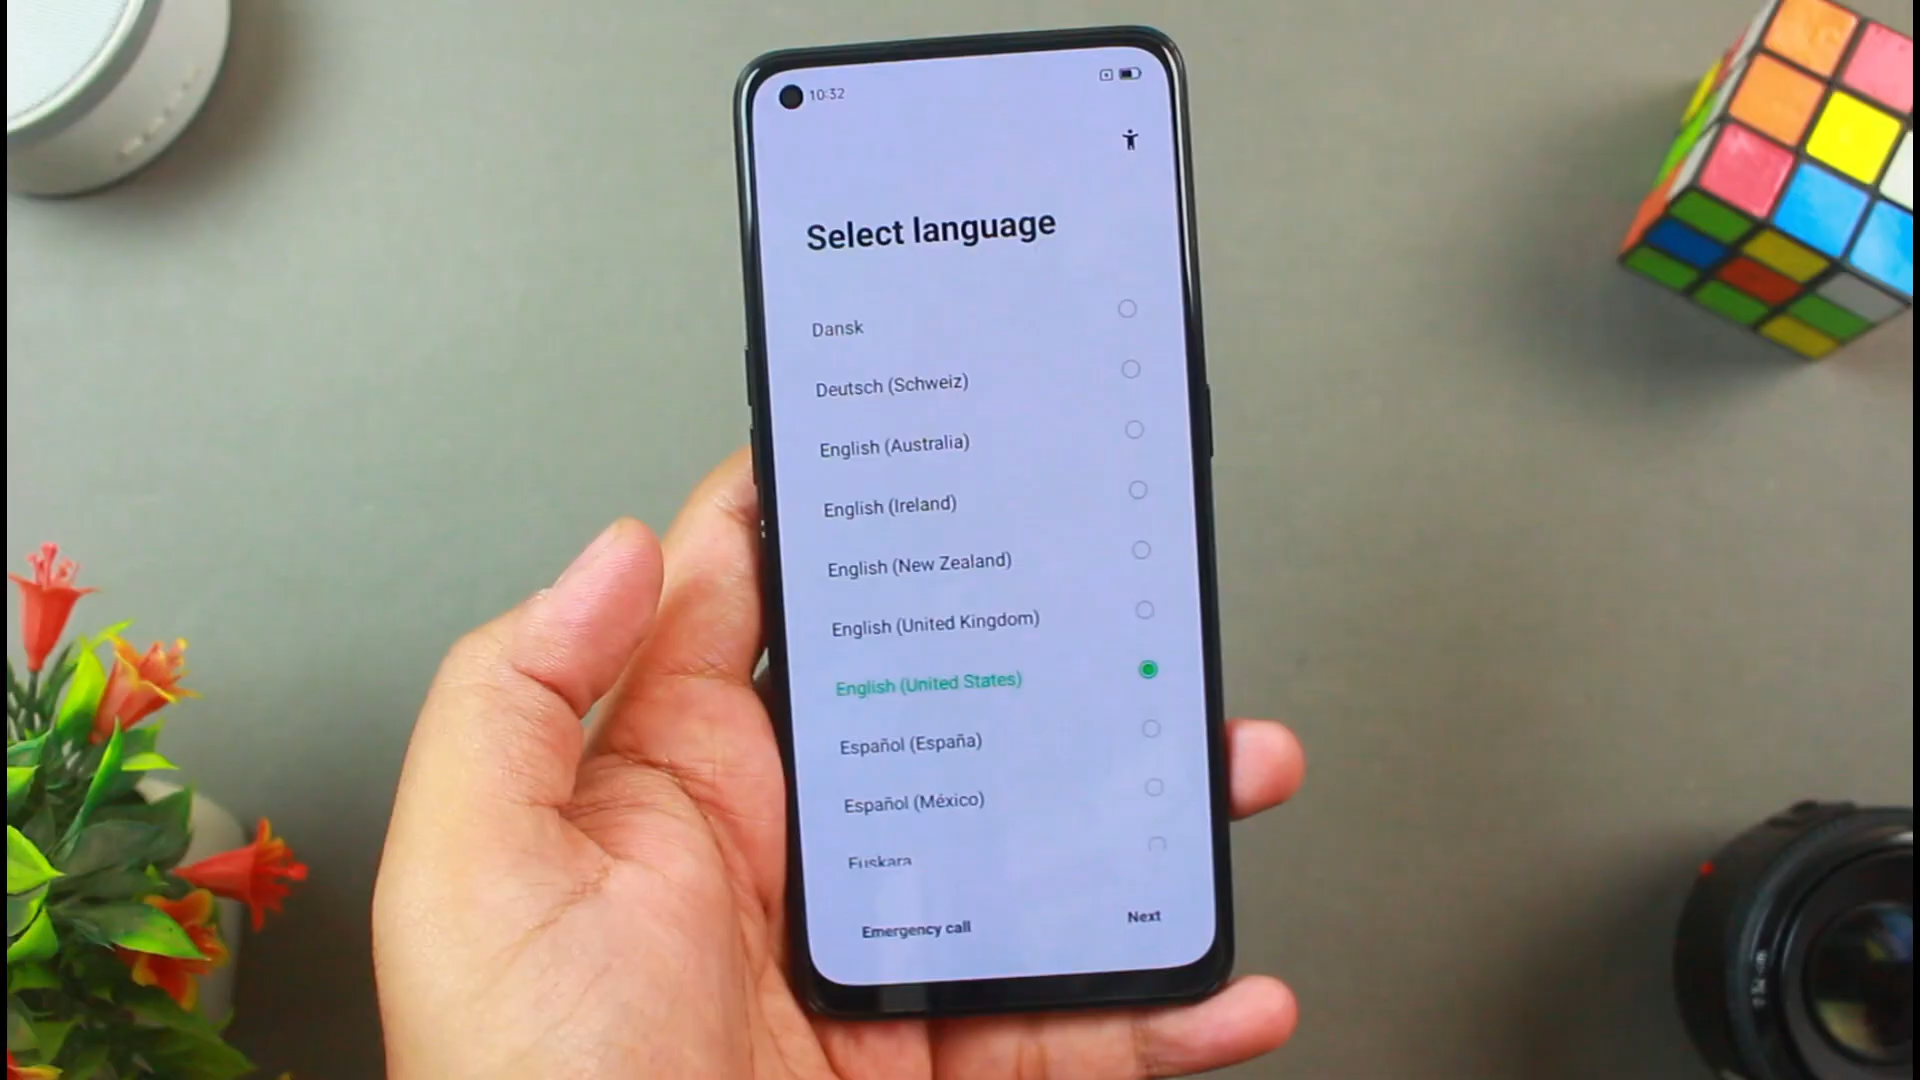 10:32
Select language
Dansk
Deutsch (Schweiz)
English (Australia)
English (Ireland)
English (New Zealand)
English (United Kingdom)
English (United States)
Español (España)
Español (México)
Euskara
Emergency call
Next